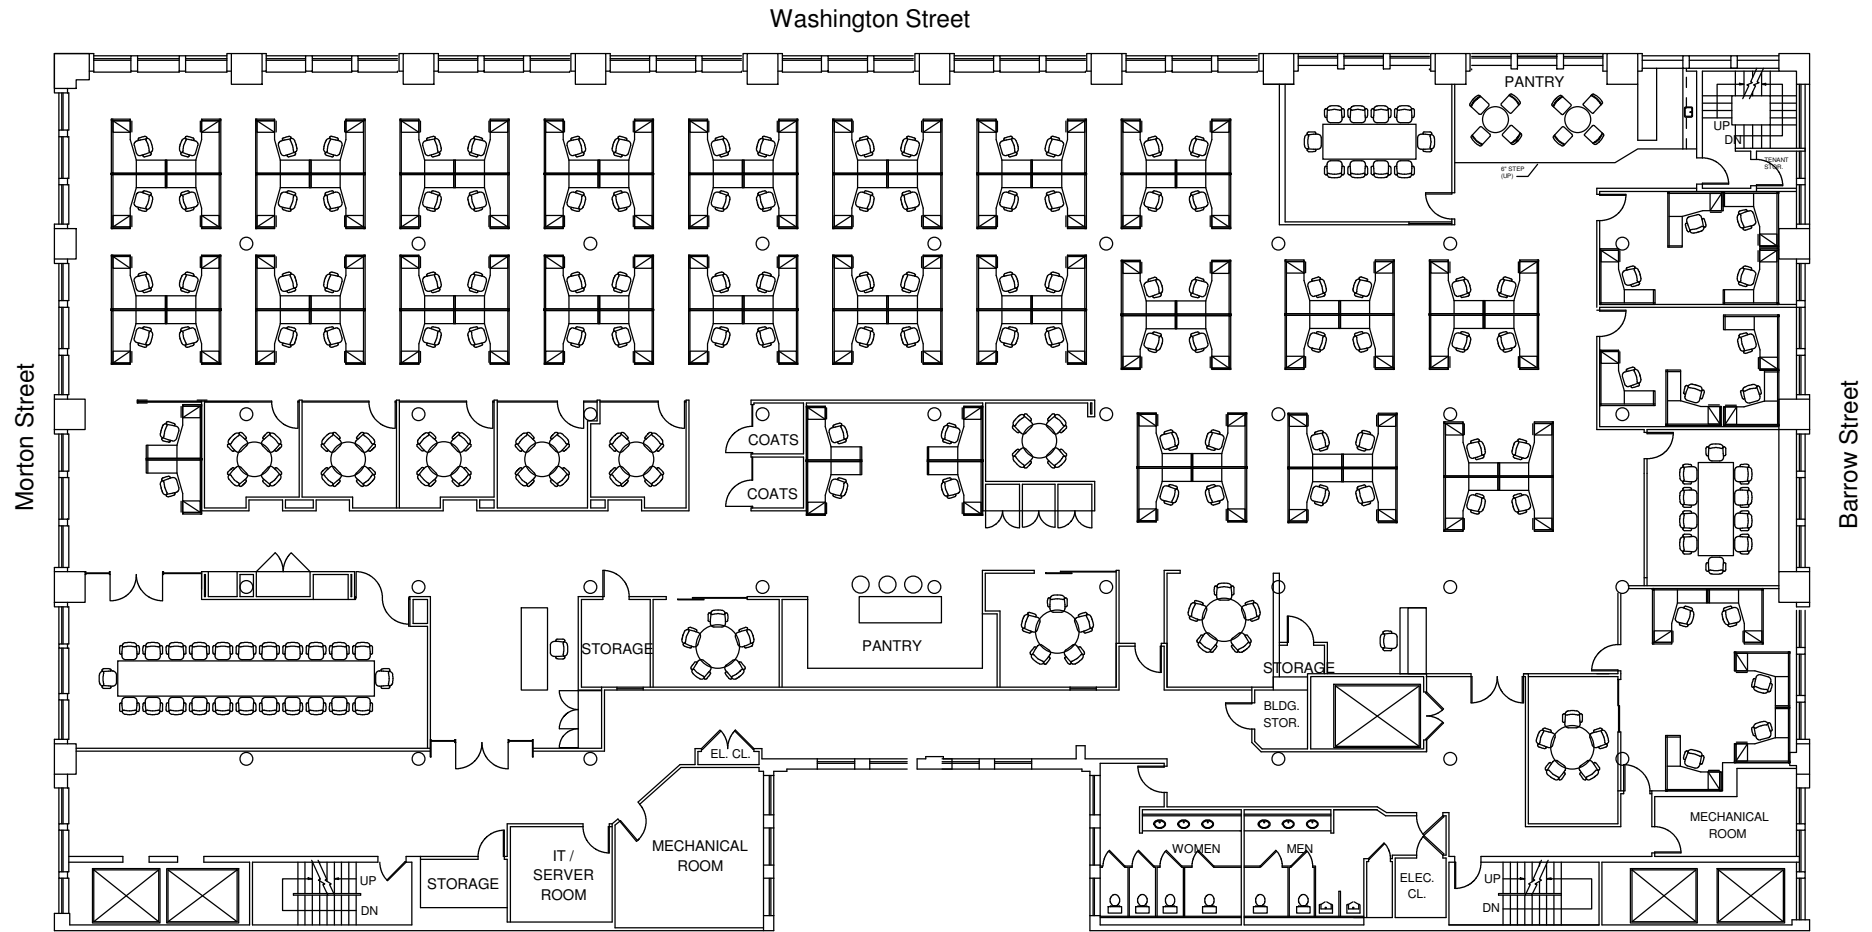 Washington Street
PANTRY
UP
DN
TENANT
STOR.
6" STEP
(UP)
Morton Street
Barrow Street
COATS
COATS
STORAGE
PANTRY
STORAGE
BLDG.
STOR.
EL. CL.
MECHANICAL
ROOM
WOMEN
MEN
MECHANICAL
ROOM
IT /
SERVER
ROOM
STORAGE
UP
DN
ELEC.
CL.
UP
DN